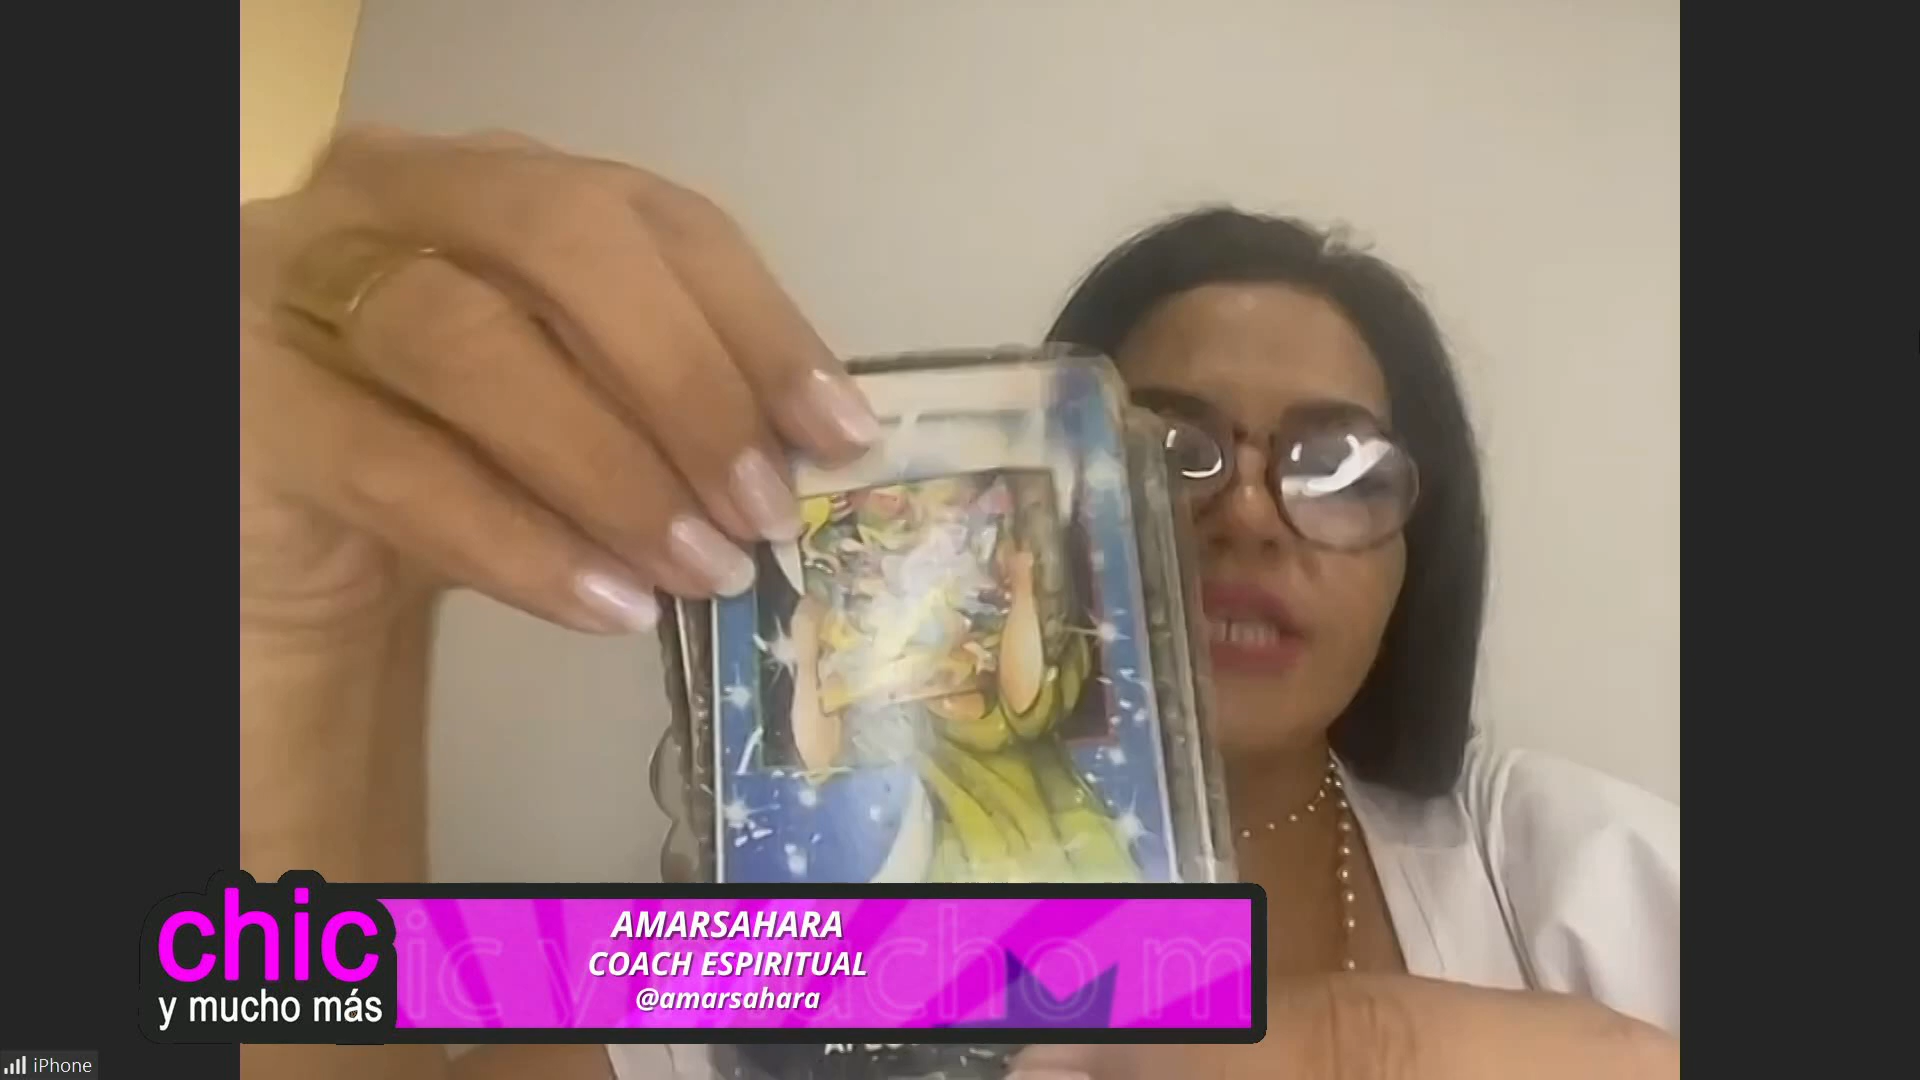 AMARSAHARA
COACH ESPIRITUAL
@amarsahara
chic
y mucho más
iPhone